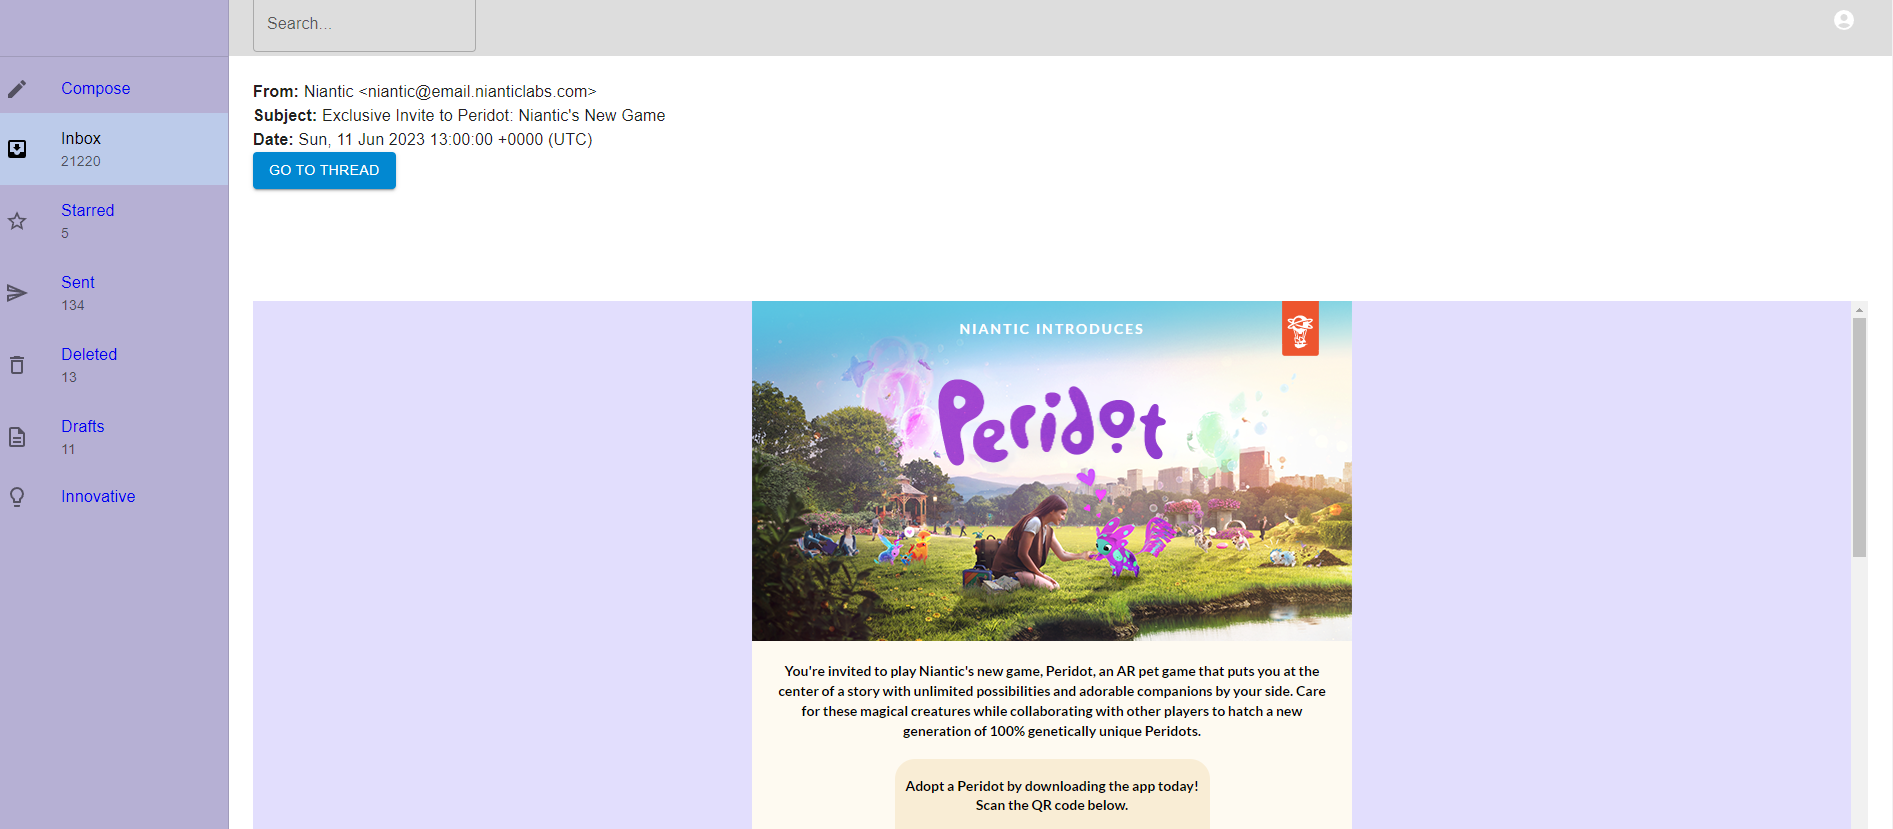 Search...
Compose
Inbox
21220
Starred
5
Sent
134
Deleted
13
Drafts
11
Innovative
From: Niantic <niantic@email.nianticlabs.com>
Subject: Exclusive Invite to Peridot: Niantic's New Game
Date: Sun, 11 Jun 2023 13:00:00 +0000 (UTC)
GO TO THREAD
NIANTIC INTRODUCES
Peridot
You're invited to play Niantic's new game, Peridot, an AR pet game that puts you at the
center of a story with unlimited possibilities and adorable companions by your side. Care
for these magical creatures while collaborating with other players to hatch a new
generation of 100% genetically unique Peridots.
Adopt a Peridot by downloading the app today!
Scan the QR code below.